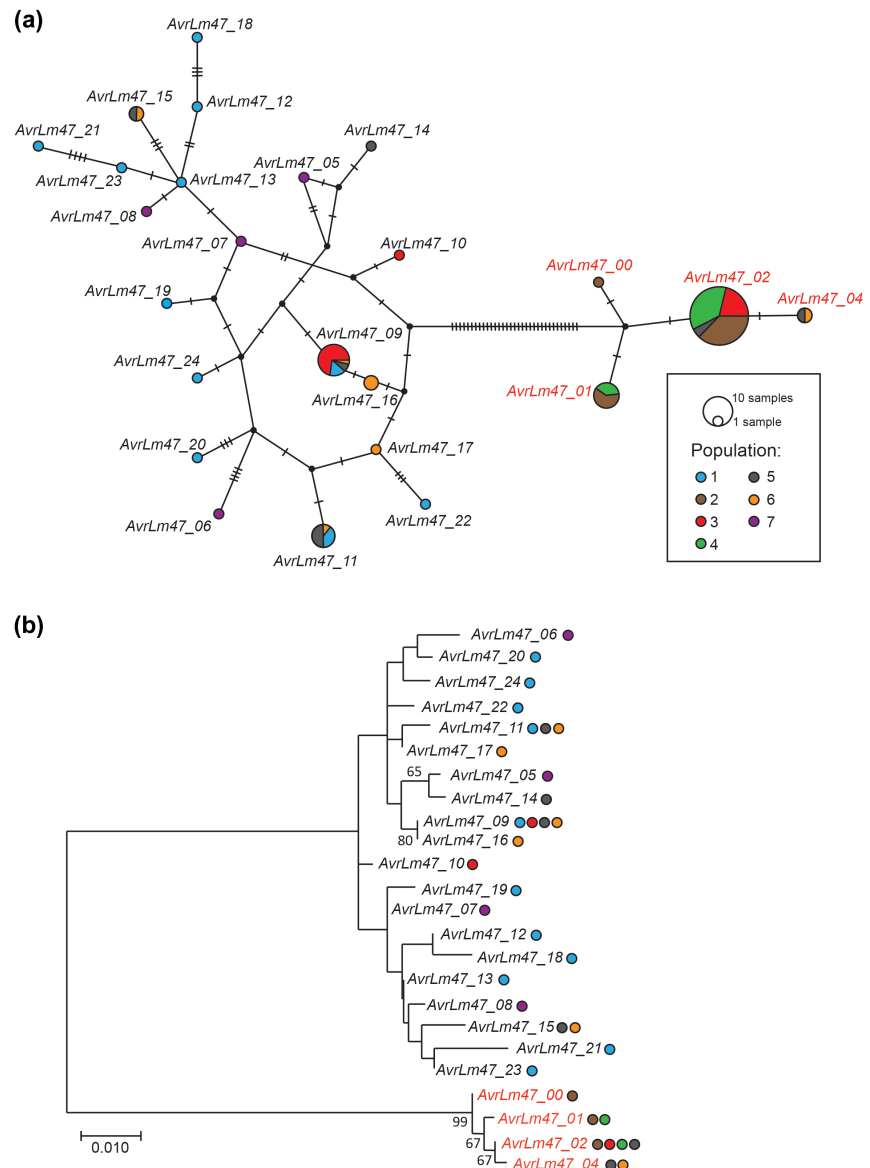 (a)
AvrLm47_18
AvrLm47_15
AvrLm47_12
AvrLm47_21
AvrLm47_14
AvrLm47_05
AvrLm47_23
AvrLm47_13
AvrLm47_08
AvrLm47_07
AvrLm47_10
AvrLm47_00
AvrLm47_02
AvrLm47_19
AvrLm47_04
AvrLm47_09
AvrLm47_24
AvrLm47_01
AvrLm47_16
10 samples
1 sample
AvrLm47_20
AvrLm47_17
Population:
1 5
2 6
3 7
4
AvrLm47_06
AvrLm47_22
AvrLm47_11
(b)
AvrLm47_06
AvrLm47_20
AvrLm47_24
AvrLm47_22
AvrLm47_11
AvrLm47_17
65
AvrLm47_05
AvrLm47_14
AvrLm47_09
80
AvrLm47_16
AvrLm47_10
AvrLm47_19
AvrLm47_07
AvrLm47_12
AvrLm47_18
AvrLm47_13
AvrLm47_08
AvrLm47_15
AvrLm47_21
AvrLm47_23
AvrLm47_00
99
AvrLm47_01
67
AvrLm47_02
67
AvrLm47_04
0.010